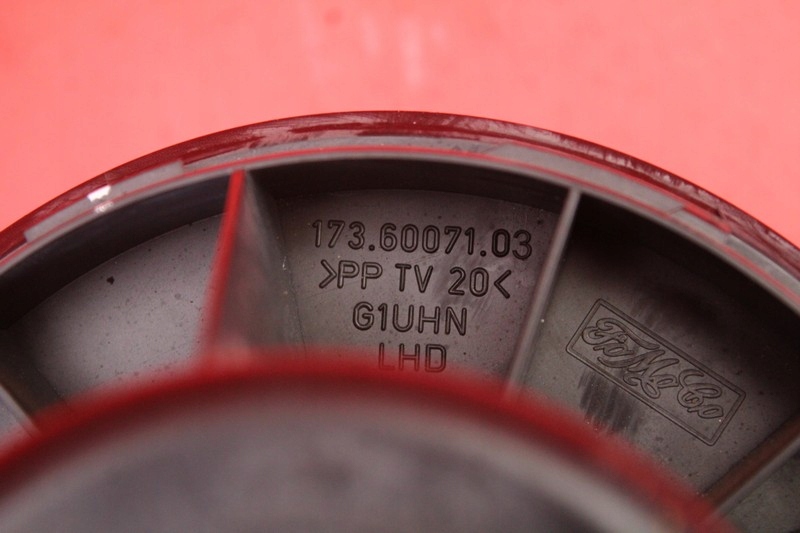 173.60071.03
>PP TV 20<
G1UHN
LHD
FoMoCo